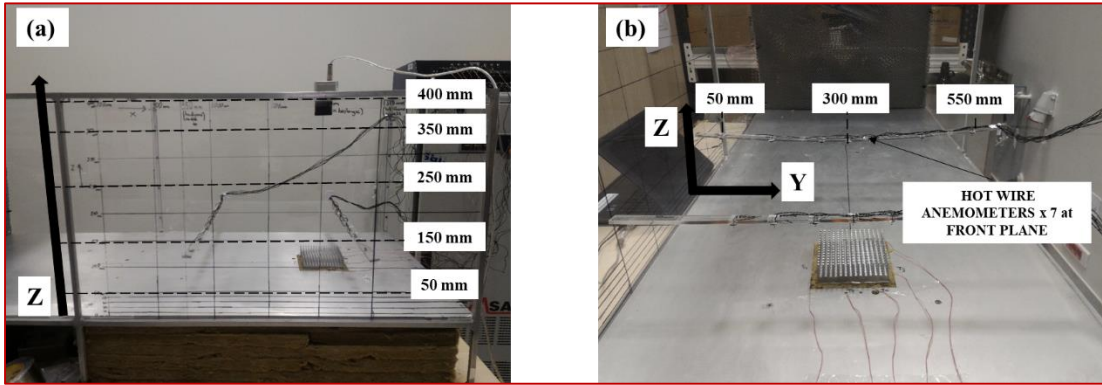 (a)
400 mm
350 mm
250 mm
150 mm
50 mm
Z
X
(b)
50 mm
300 mm
550 mm
Z
Y
HOT WIRE
ANEMOMETERS x 7 at
FRONT PLANE